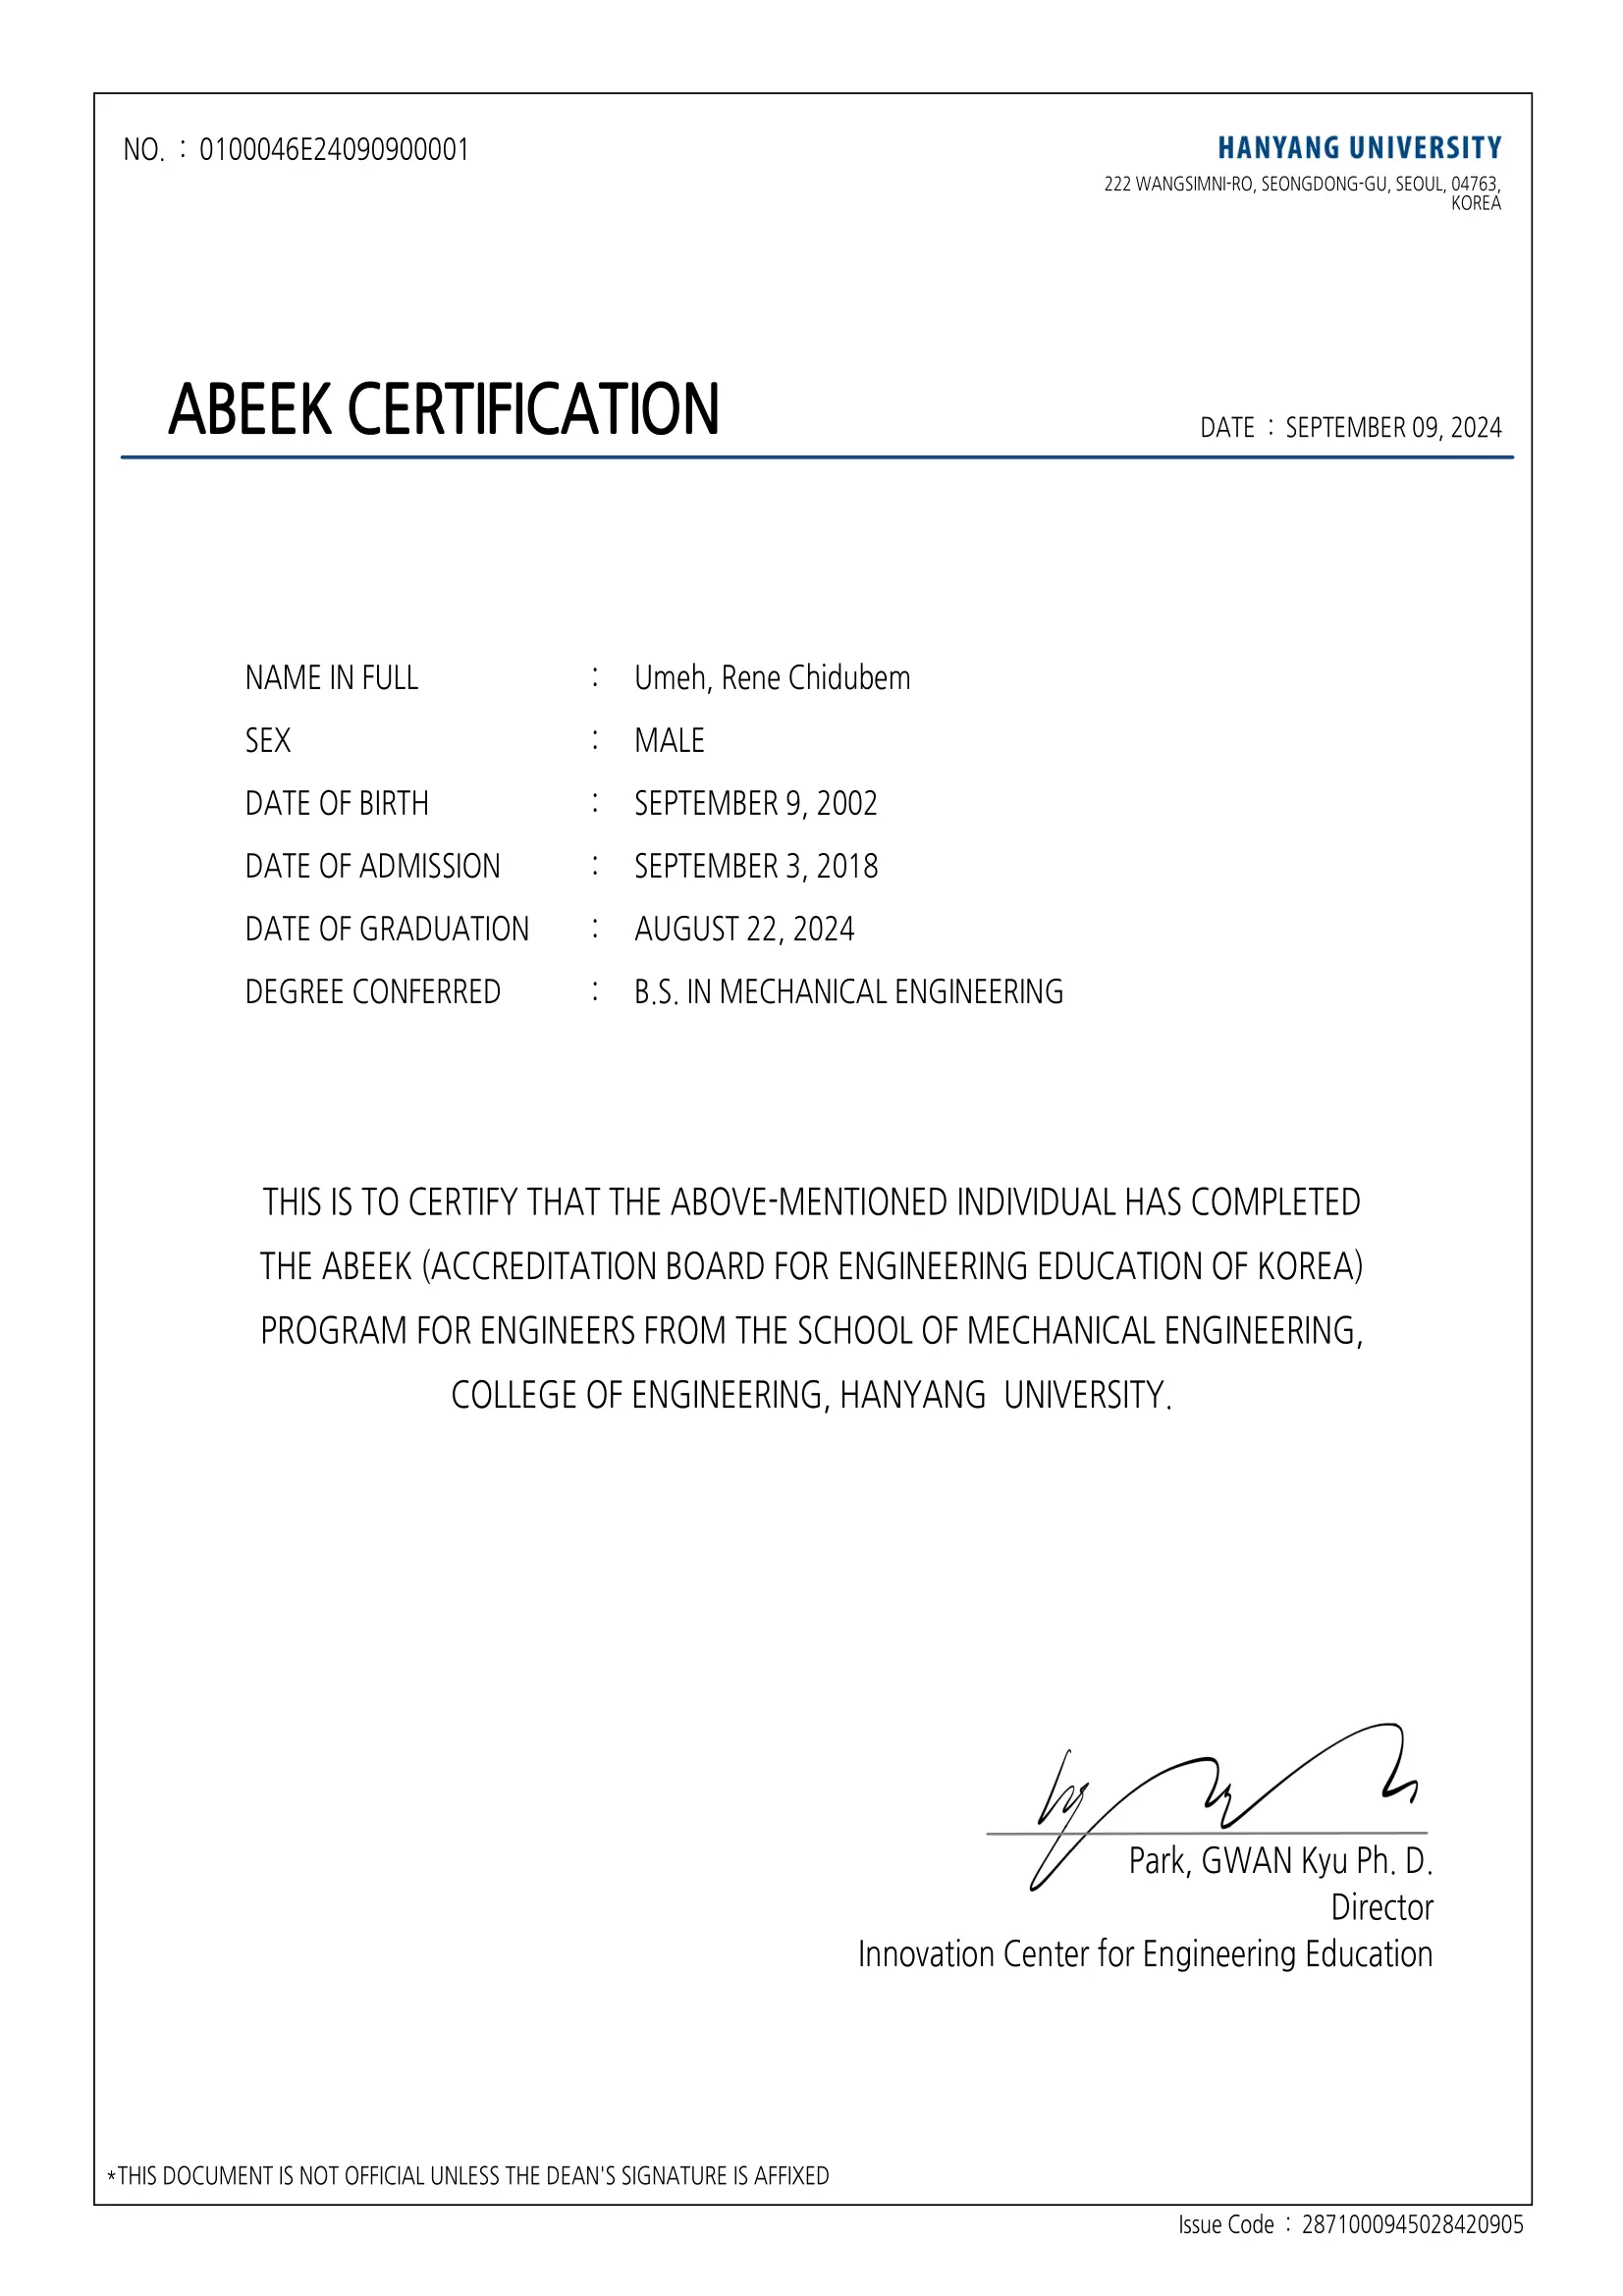 NO. : 0100046E24090900001
HANYANG UNIVERSITY
222 WANGSIMNI-RO, SEONGDONG-GU, SEOUL, 04763,
KOREA
ABEEK CERTIFICATION
DATE : SEPTEMBER 09, 2024
NAME IN FULL : Umeh, Rene Chidubem
SEX : MALE
DATE OF BIRTH : SEPTEMBER 9, 2002
DATE OF ADMISSION : SEPTEMBER 3, 2018
DATE OF GRADUATION : AUGUST 22, 2024
DEGREE CONFERRED : B.S. IN MECHANICAL ENGINEERING
THIS IS TO CERTIFY THAT THE ABOVE-MENTIONED INDIVIDUAL HAS COMPLETED
THE ABEEK (ACCREDITATION BOARD FOR ENGINEERING EDUCATION OF KOREA)
PROGRAM FOR ENGINEERS FROM THE SCHOOL OF MECHANICAL ENGINEERING,
COLLEGE OF ENGINEERING, HANYANG UNIVERSITY.
Park, GWAN Kyu Ph. D.
Director
Innovation Center for Engineering Education
*THIS DOCUMENT IS NOT OFFICIAL UNLESS THE DEAN'S SIGNATURE IS AFFIXED
Issue Code : 2871000945028420905